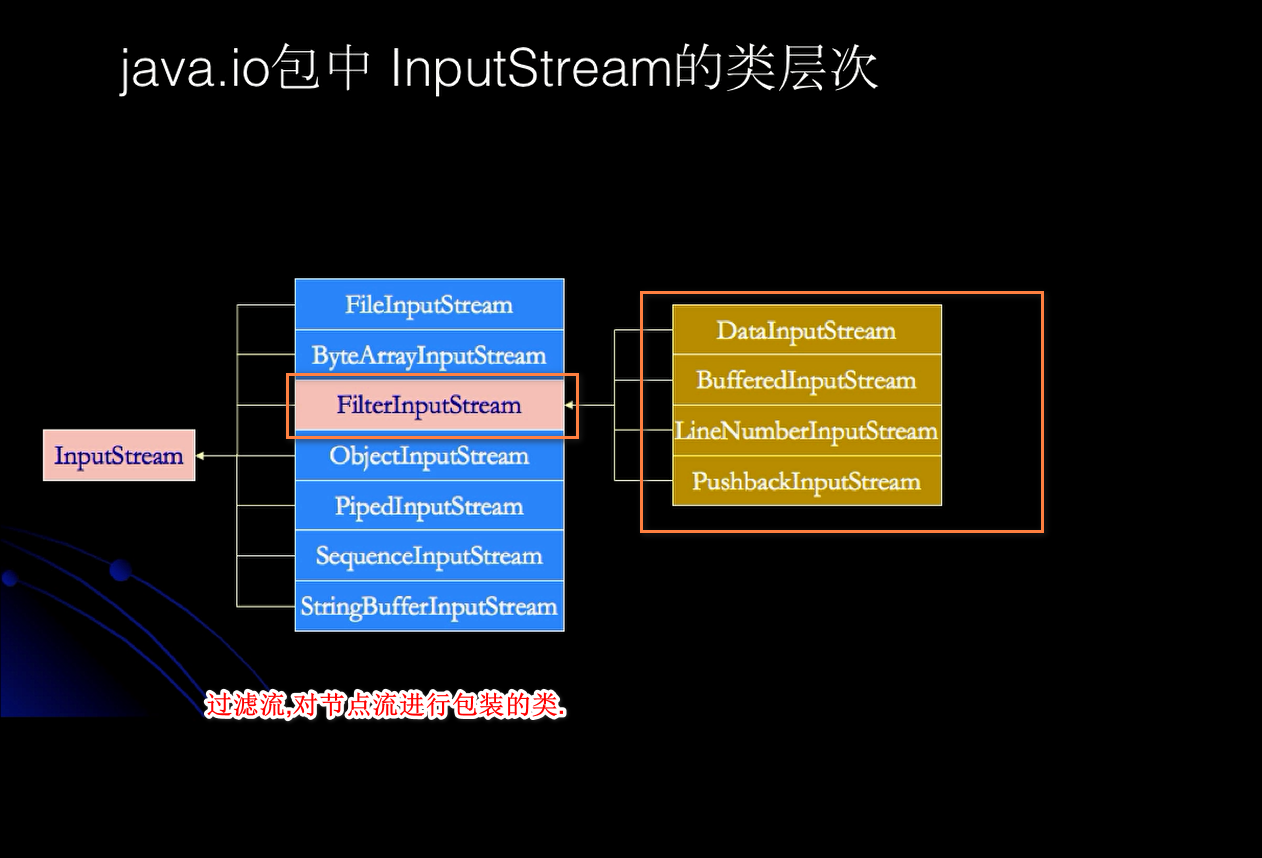 java.io包中 InputStream的类层次
FileInputStream
ByteArrayInputStream
FilterInputStream
ObjectInputStream
PipedInputStream
SequenceInputStream
StringBufferInputStream
InputStream
DataInputStream
BufferedInputStream
LineNumberInputStream
PushbackInputStream
过滤流,对节点流进行包装的类.